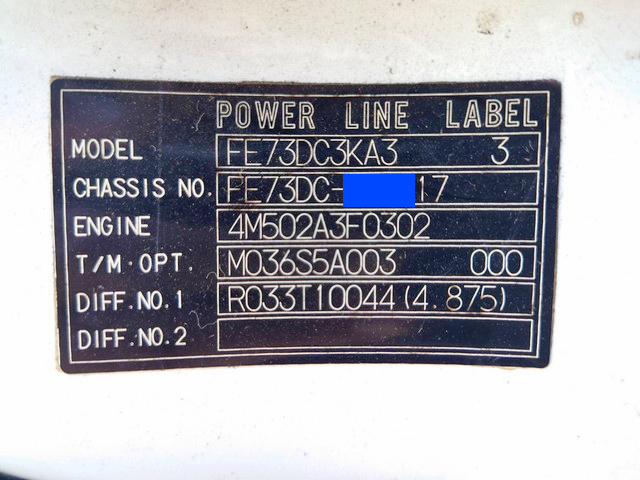 POWER LINE LABEL
MODEL FE73DC3KA3 3
CHASSIS NO. FE73DC- 17
ENGINE 4M502A3F0302
T/M·OPT. M036S5A003 000
DIFF.NO.1 R033T10044(4.875)
DIFF.NO.2